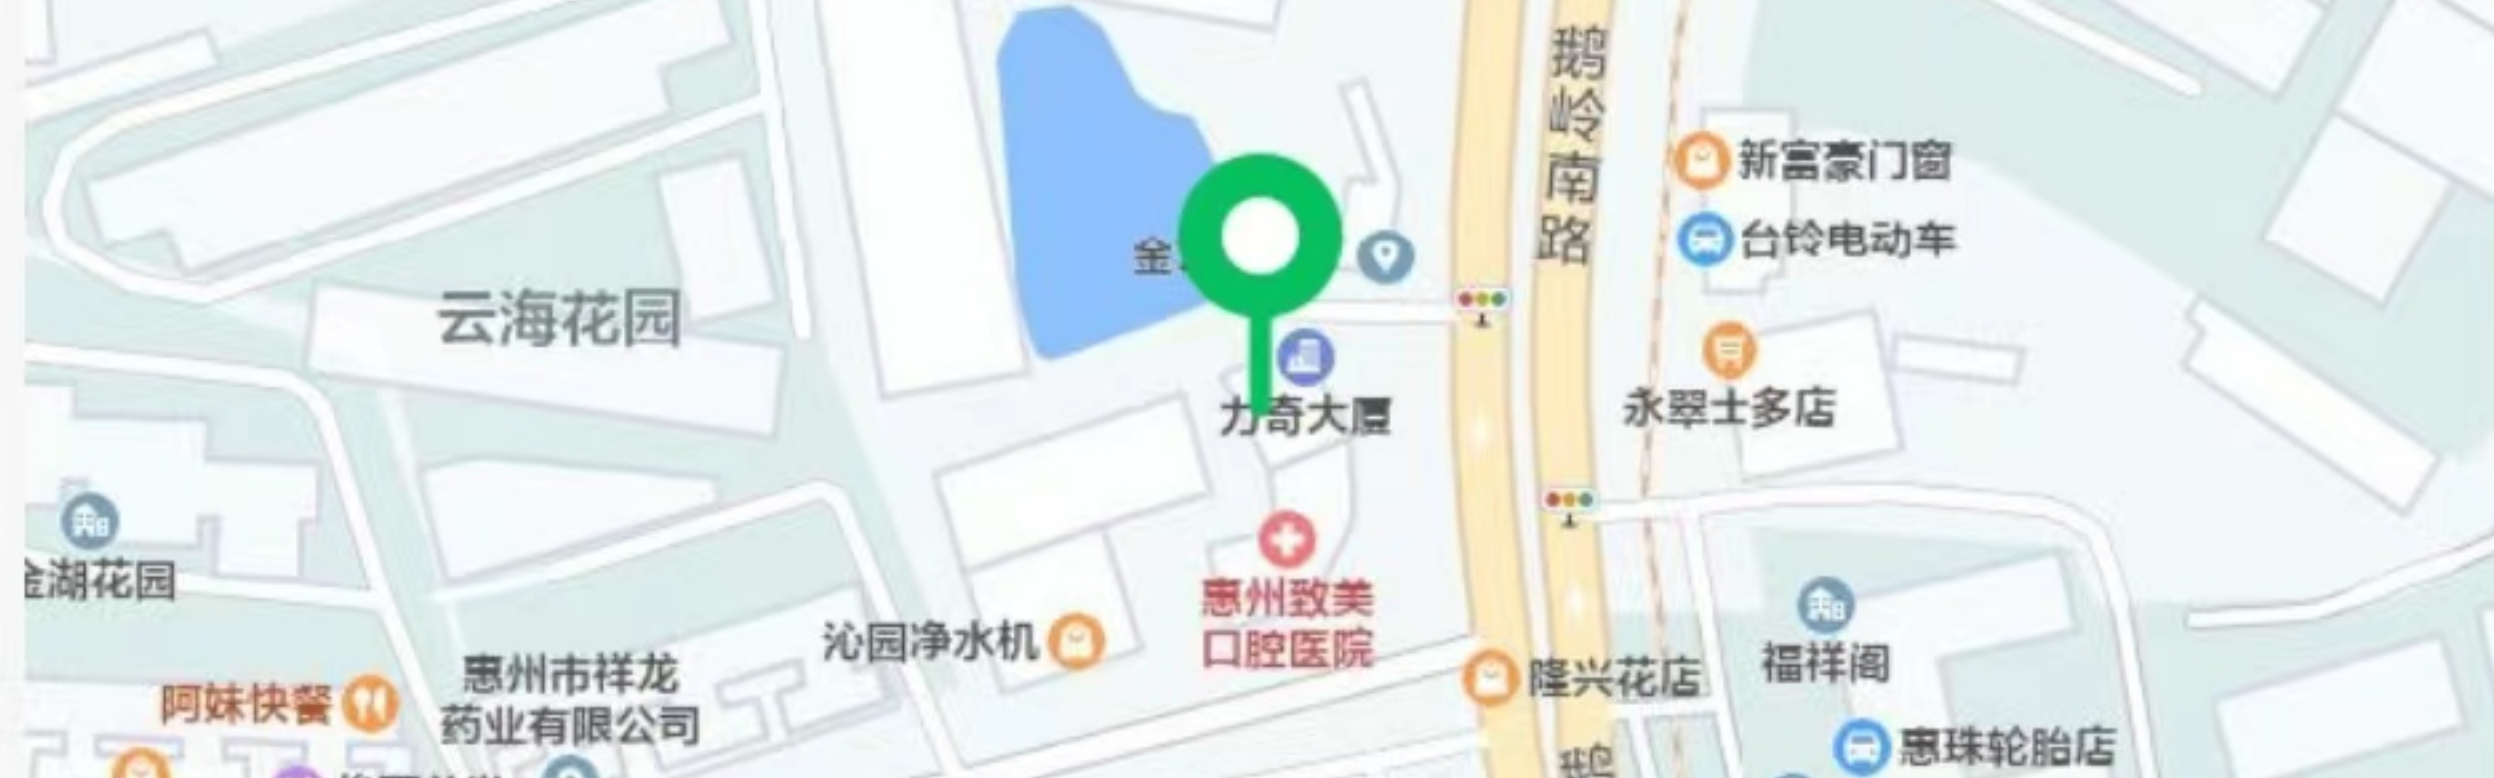 鹅岭南路
新富豪门窗
台铃电动车
金
云海花园
力奇大厦
永翠士多店
金湖花园
惠州致美
口腔医院
沁园净水机
惠州市祥龙
药业有限公司
阿妹快餐
隆兴花店
福祥阁
惠珠轮胎店
鹅